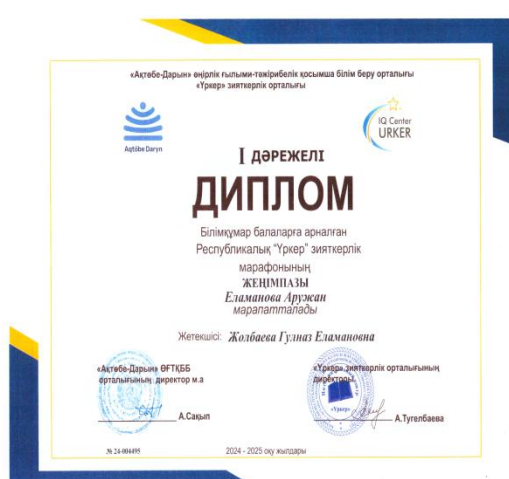 «Ақтөбе-Дарын» өңірлік ғылыми-тәжірибелік қосымша білім беру орталығы
«Үркер» зияткерлік орталығы
Aqtóbe Daryn
IQ Center
URKER
І ДӘРЕЖЕЛІ
ДИПЛОМ
Білімқұмар балаларға арналған
Республикалық "Үркер" зияткерлік
марафонының
ЖЕҢІМПАЗЫ
Еламанова Аружан
марапатталады
Жетекшісі: Жолбаева Гулназ Еламановна
«Ақтөбе-Дарын» ӨҒТҚББ
орталығының директор м.а
А.Сақып
«Үркер» зияткерлік орталығының
директоры
«Үркер»
А.Тугелбаева
№ 24-004495
2024 - 2025 оқу жылдары